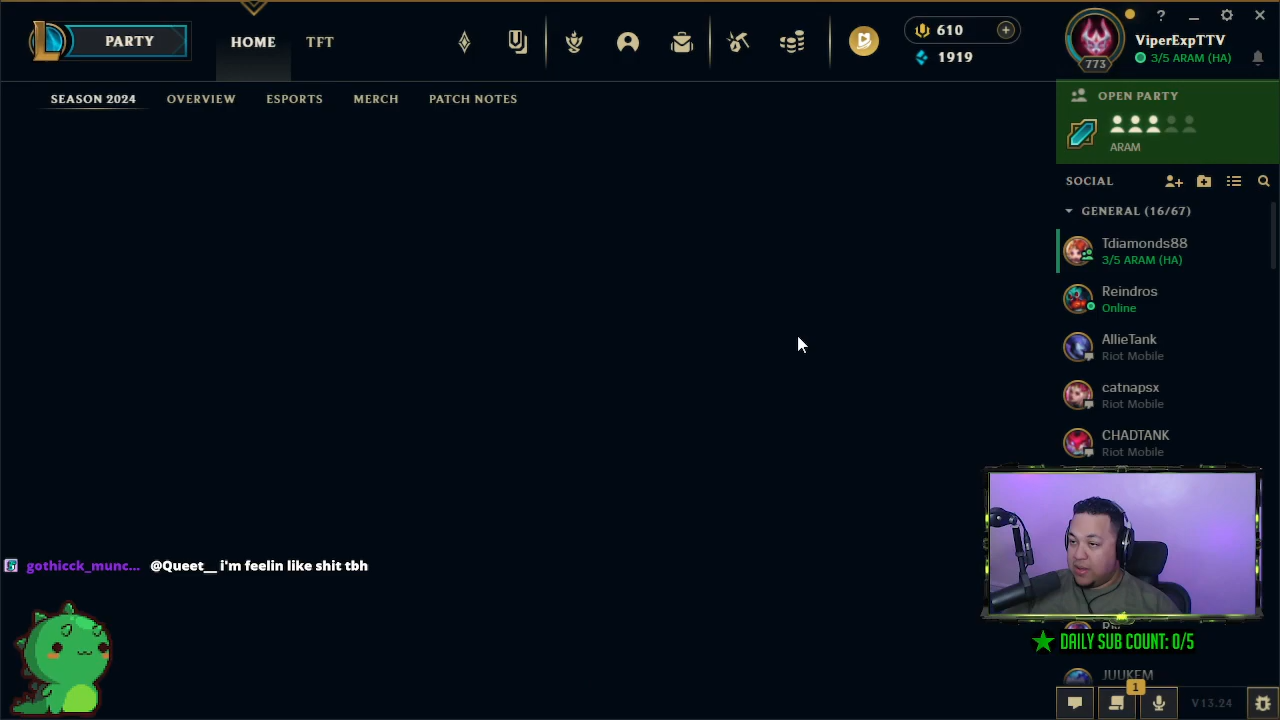 PARTY
HOME
TFT
610
1919
773
ViperExpTTV
3/5 ARAM (HA)
SEASON 2024
OVERVIEW
ESPORTS
MERCH
PATCH NOTES
OPEN PARTY
ARAM
SOCIAL
GENERAL (16/67)
Tdiamonds88
3/5 ARAM (HA)
Reindros
Online
AllieTank
Riot Mobile
catnapsx
Riot Mobile
CHADTANK
Riot Mobile
gothicck_munc... @Queet__ i'm feelin like shit tbh
DAILY SUB COUNT: 0/5
JUUKEM
1
V13.24